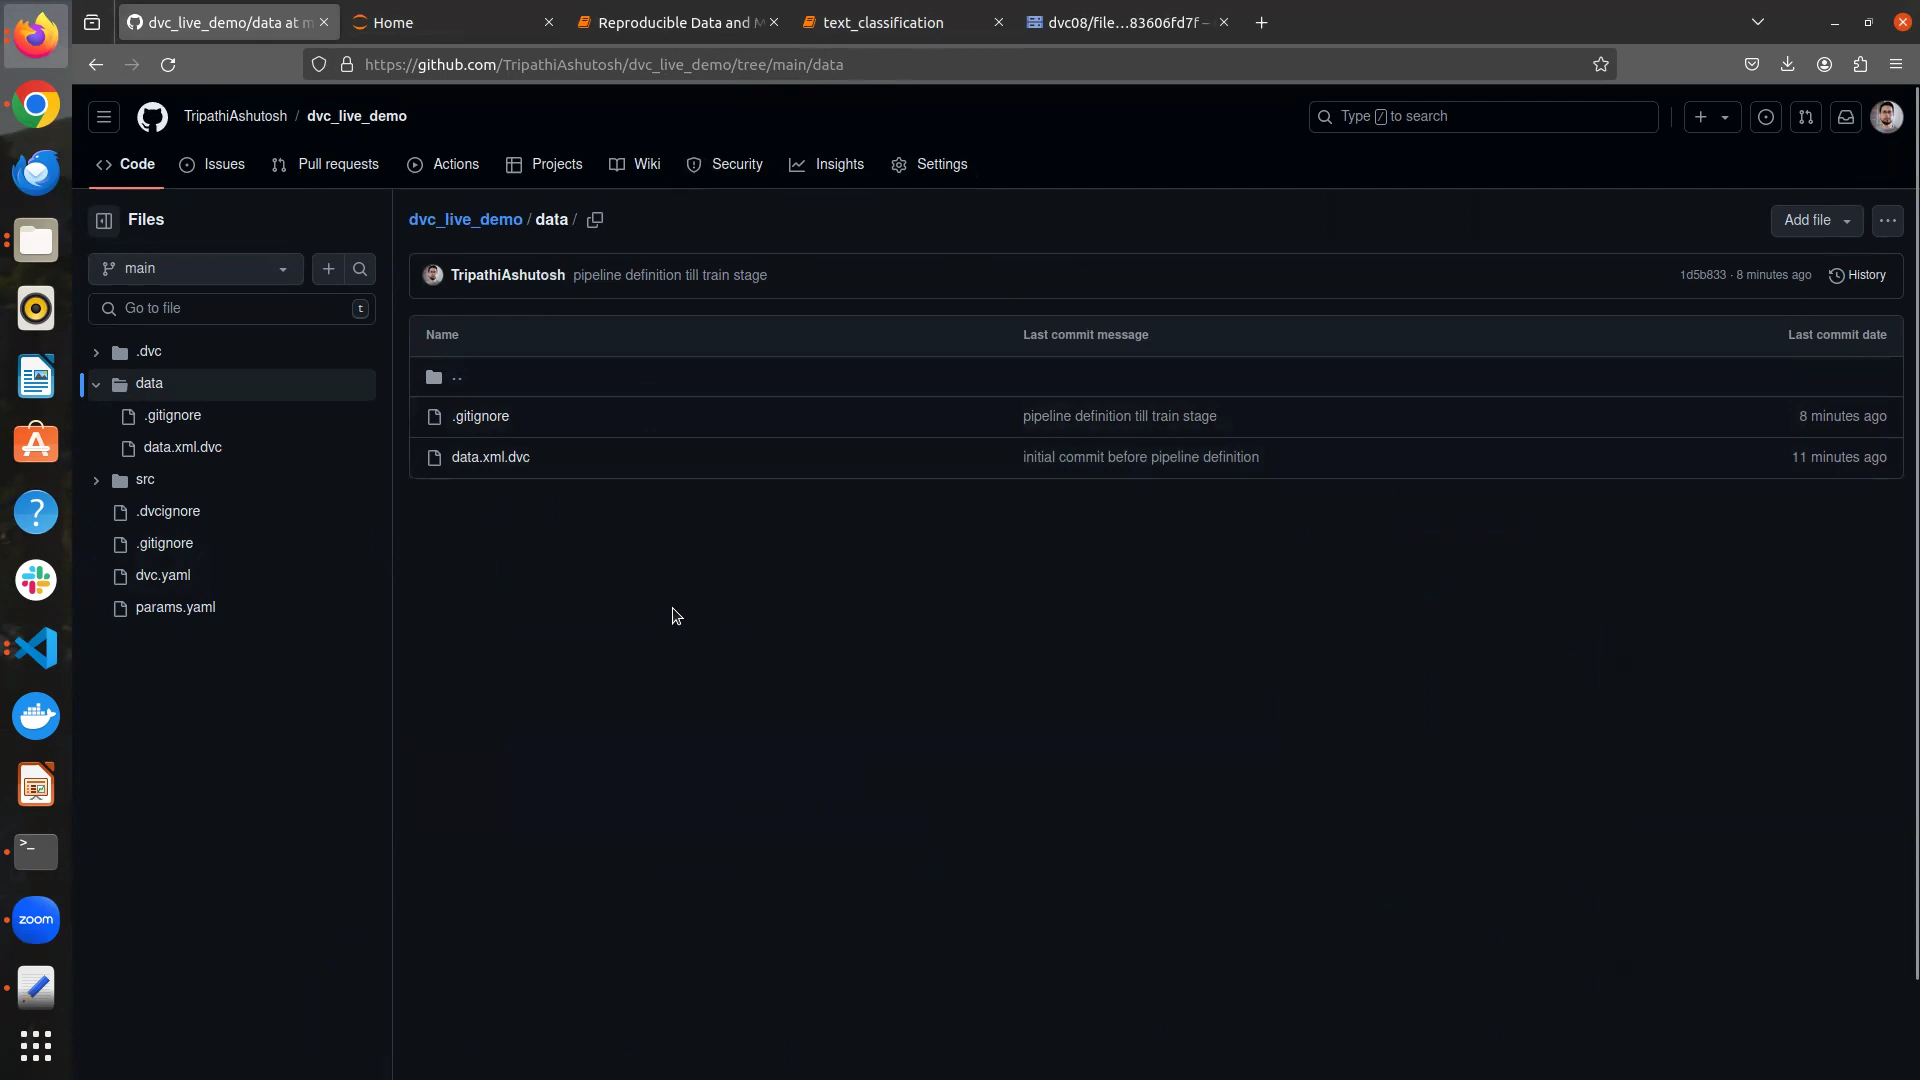 dvc_live_demo/data at m
Home
Reproducible Data and M
text_classification
dvc08/file...83606fd7f –
https://github.com/TripathiAshutosh/dvc_live_demo/tree/main/data
TripathiAshutosh / dvc_live_demo
Type / to search
Code
Issues
Pull requests
Actions
Projects
Wiki
Security
Insights
Settings
Files
main
Go to file
t
.dvc
data
.gitignore
data.xml.dvc
src
.dvcignore
.gitignore
dvc.yaml
params.yaml
dvc_live_demo / data /
Add file
TripathiAshutosh pipeline definition till train stage
1d5b833 · 8 minutes ago
History
Name Last commit message Last commit date
..
.gitignore pipeline definition till train stage 8 minutes ago
data.xml.dvc initial commit before pipeline definition 11 minutes ago
zoom